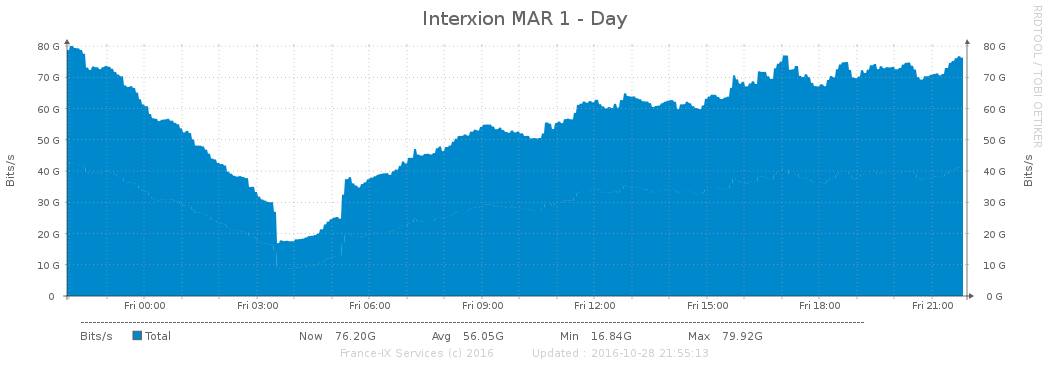 Interxion MAR 1 - Day
RRDTOOL / TOBI OETIKER
Bits/s
80 G
70 G
60 G
50 G
40 G
30 G
20 G
10 G
0
80 G
70 G
60 G
50 G
40 G
30 G
20 G
10 G
0 G
Bits/s
Fri 00:00 Fri 03:00 Fri 06:00 Fri 09:00 Fri 12:00 Fri 15:00 Fri 18:00 Fri 21:00
Bits/s Total Now 76.20G Avg 56.05G Min 16.84G Max 79.92G
France-IX Services (c) 2016 Updated : 2016-10-28 21:55:13